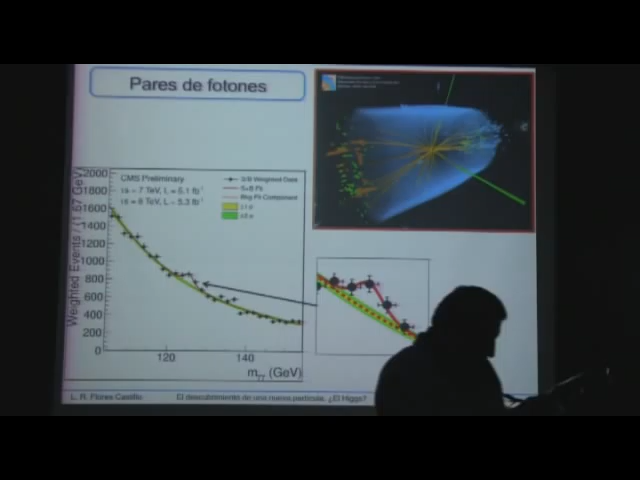 Pares de fotones
2000
1800
1600
1400
1200
1000
800
600
400
200
0
Weighted Events / (1.67 GeV)
CMS Preliminary
√s = 7 TeV, L = 5.1 fb⁻¹
√s = 8 TeV, L = 5.3 fb⁻¹
S/B Weighted Data
S+B Fit
Bkg Fit Component
±1 σ
±2 σ
120
140
mγγ (GeV)
L. R. Flores Castillo
El descubrimiento de una nueva partícula, ¿El Higgs?